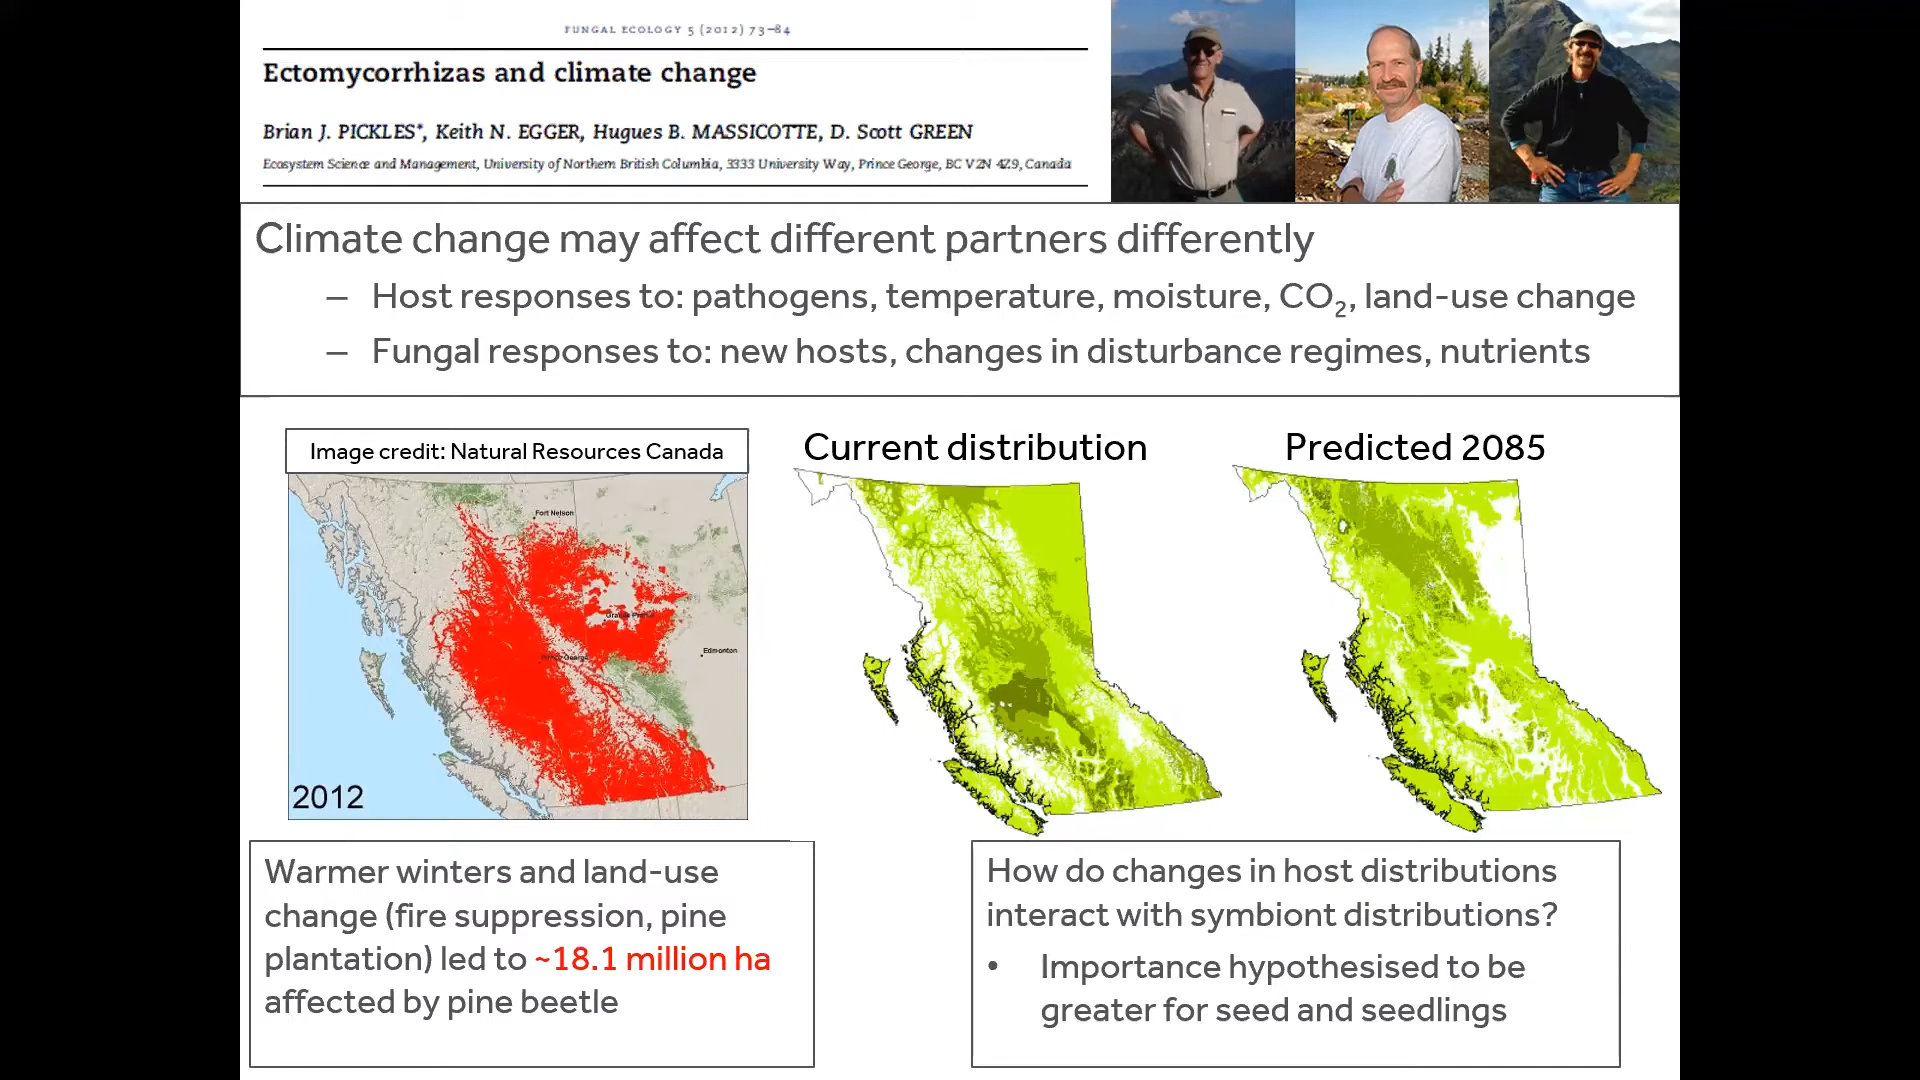 FUNGAL ECOLOGY 5 (2012) 73–84
Ectomycorrhizas and climate change
Brian J. PICKLES*, Keith N. EGGER, Hugues B. MASSICOTTE, D. Scott GREEN
Ecosystem Science and Management, University of Northern British Columbia, 3333 University Way, Prince George, BC V2N 4Z9, Canada
Climate change may affect different partners differently
– Host responses to: pathogens, temperature, moisture, CO₂, land-use change
– Fungal responses to: new hosts, changes in disturbance regimes, nutrients
Image credit: Natural Resources Canada
Current distribution
Predicted 2085
Fort Nelson
Grande Prairie
Prince George
Edmonton
2012
Warmer winters and land-use
change (fire suppression, pine
plantation) led to ~18.1 million ha
affected by pine beetle
How do changes in host distributions
interact with symbiont distributions?
• Importance hypothesised to be
greater for seed and seedlings